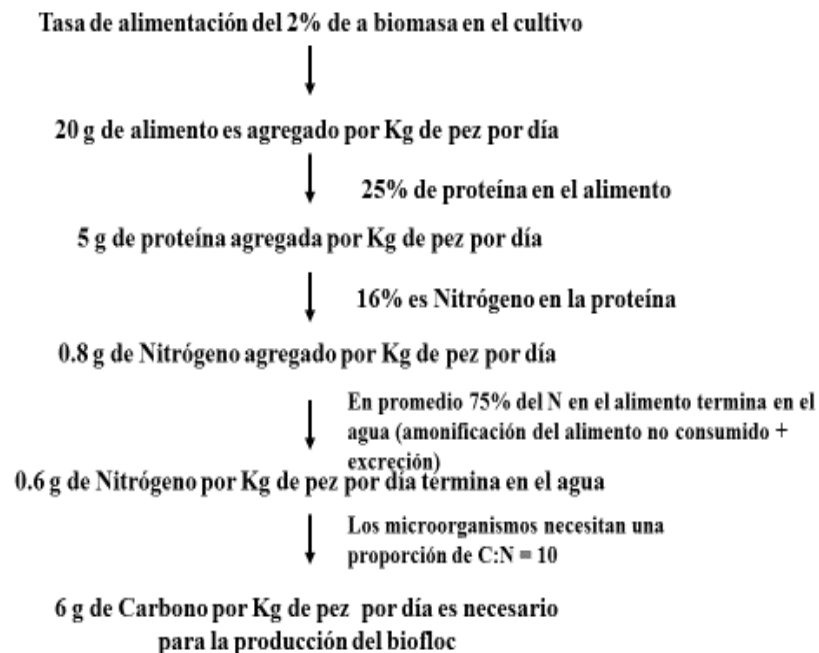 Tasa de alimentación del 2% de a biomasa en el cultivo
20 g de alimento es agregado por Kg de pez por día
25% de proteína en el alimento
5 g de proteína agregada por Kg de pez por día
16% es Nitrógeno en la proteína
0.8 g de Nitrógeno agregado por Kg de pez por día
En promedio 75% del N en el alimento termina en el
agua (amonificación del alimento no consumido +
excreción)
0.6 g de Nitrógeno por Kg de pez por día termina en el agua
Los microorganismos necesitan una
proporción de C:N = 10
6 g de Carbono por Kg de pez por día es necesario
para la producción del biofloc